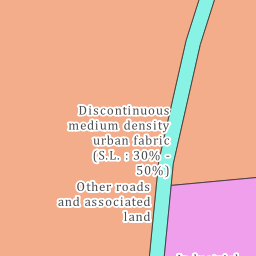 Discontinuous
medium density
urban fabric
(S.L. : 30% -
50%)
Other roads
and associated
land